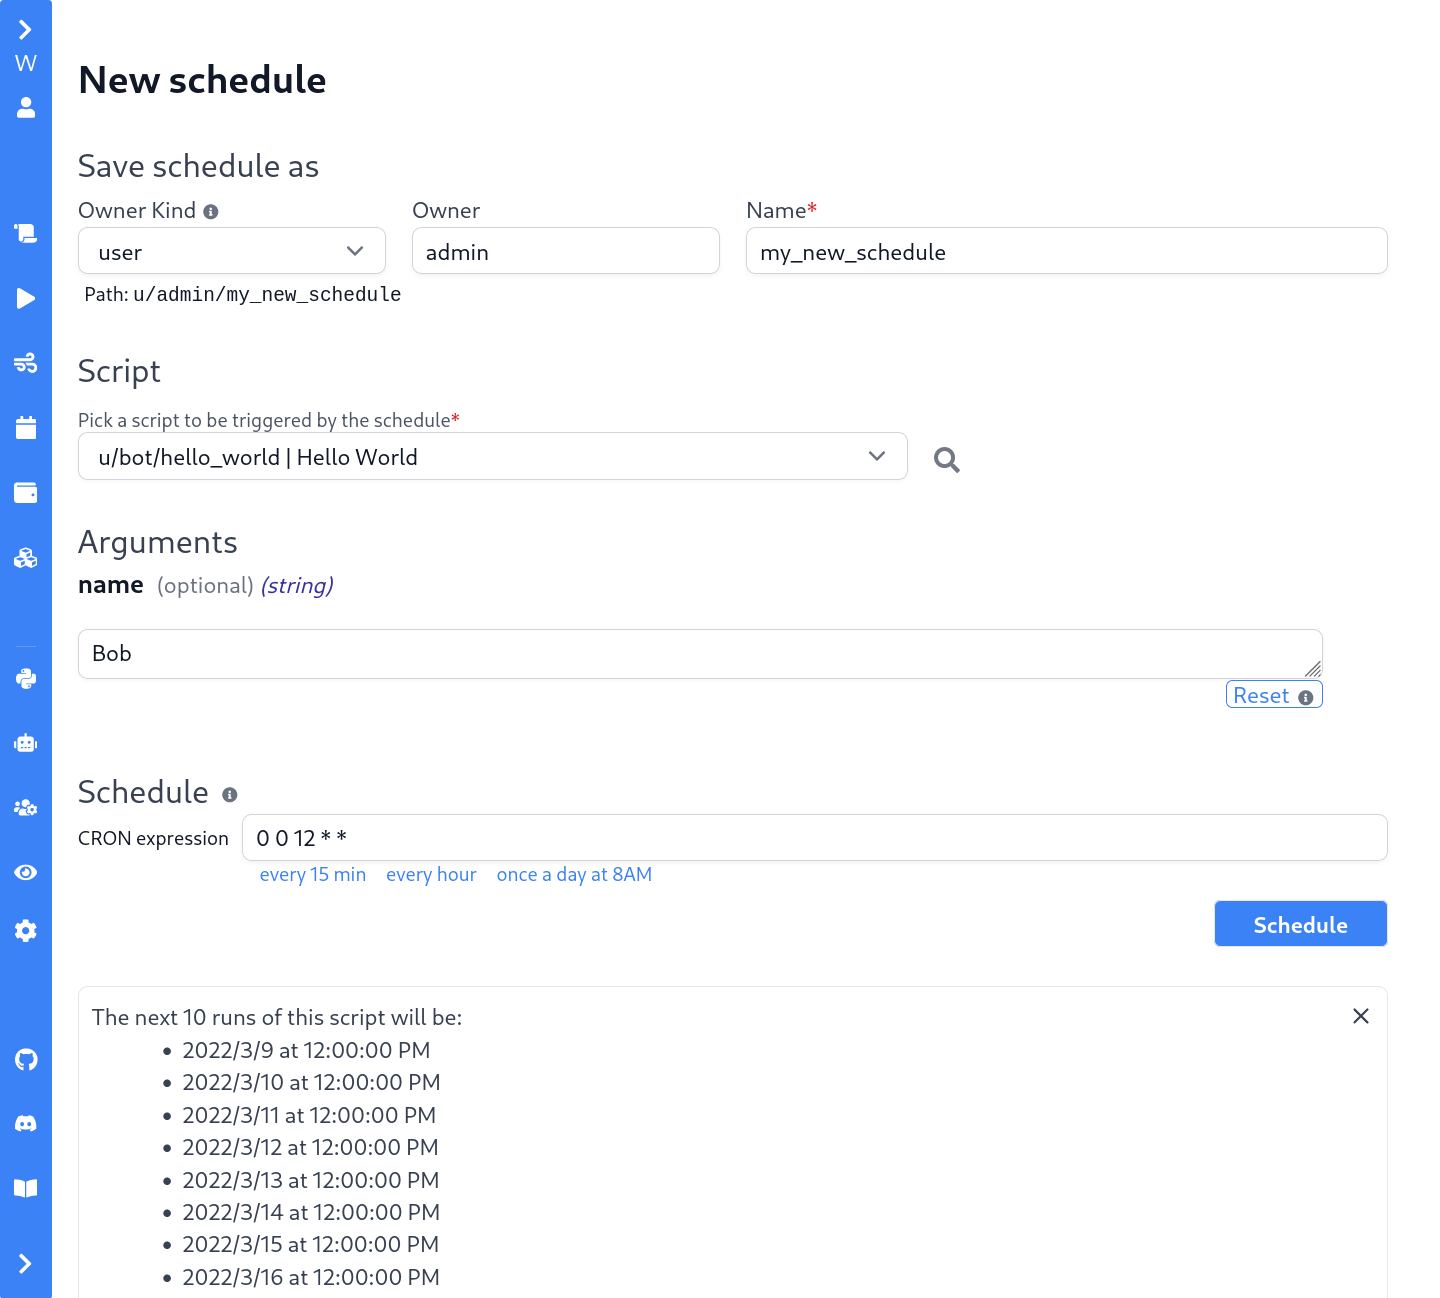 W
New schedule
Save schedule as
Owner Kind Owner Name*
user admin my_new_schedule
Path: u/admin/my_new_schedule
Script
Pick a script to be triggered by the schedule*
u/bot/hello_world | Hello World
Arguments
name (optional) (string)
Bob
Reset
Schedule
CRON expression 0 0 12 * *
every 15 min every hour once a day at 8AM
Schedule
The next 10 runs of this script will be:
2022/3/9 at 12:00:00 PM
2022/3/10 at 12:00:00 PM
2022/3/11 at 12:00:00 PM
2022/3/12 at 12:00:00 PM
2022/3/13 at 12:00:00 PM
2022/3/14 at 12:00:00 PM
2022/3/15 at 12:00:00 PM
2022/3/16 at 12:00:00 PM